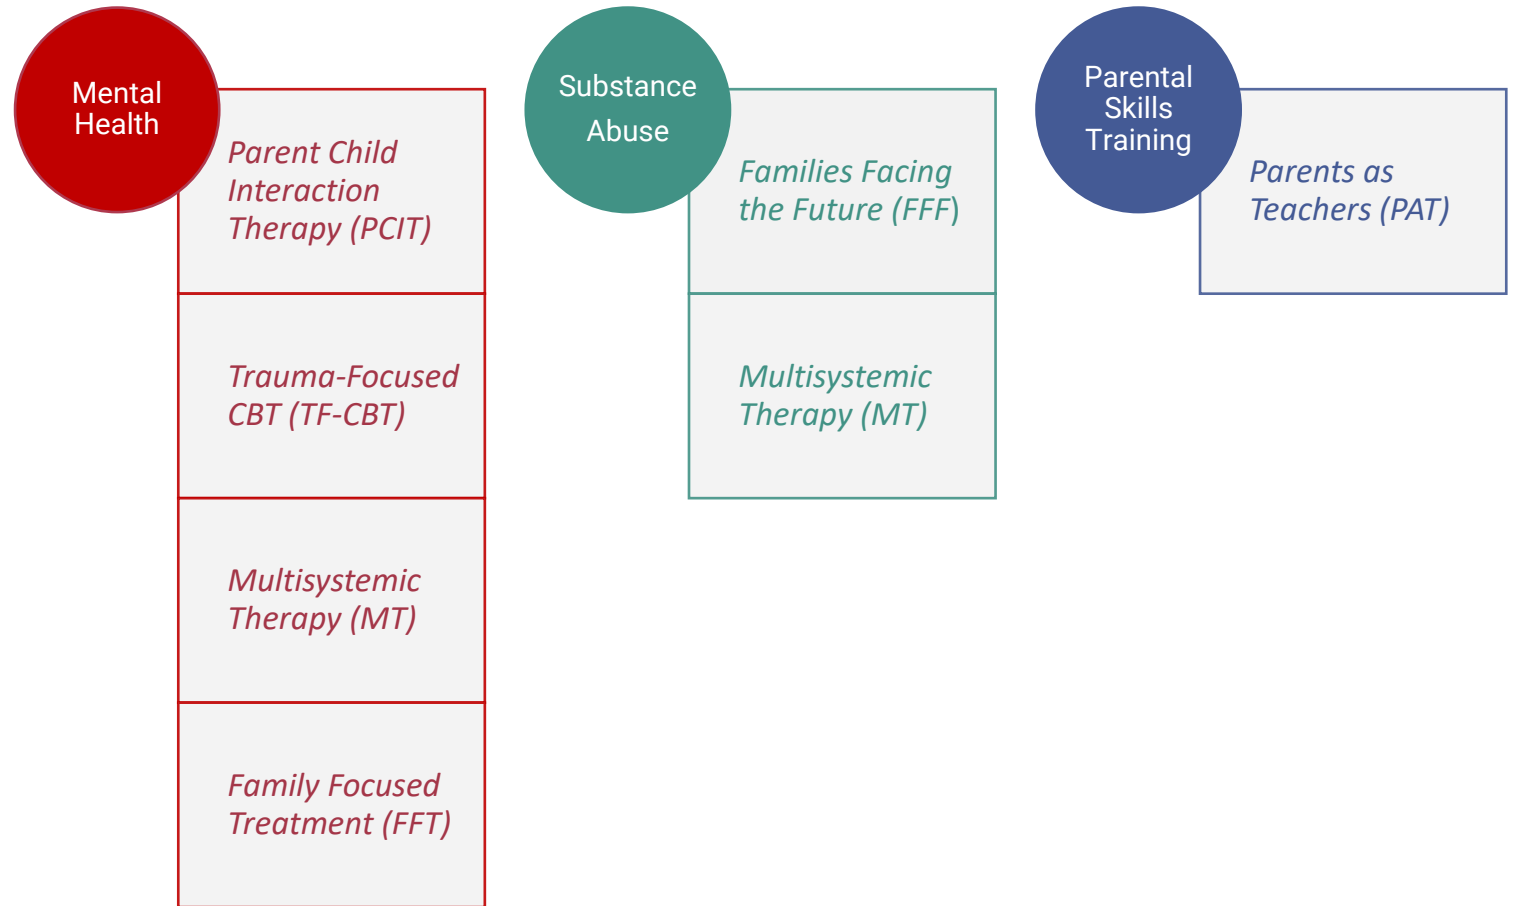 Mental
Health
Parent Child
Interaction
Therapy (PCIT)
Trauma-Focused
CBT (TF-CBT)
Multisystemic
Therapy (MT)
Family Focused
Treatment (FFT)
Substance
Abuse
Families Facing
the Future (FFF)
Multisystemic
Therapy (MT)
Parental
Skills
Training
Parents as
Teachers (PAT)